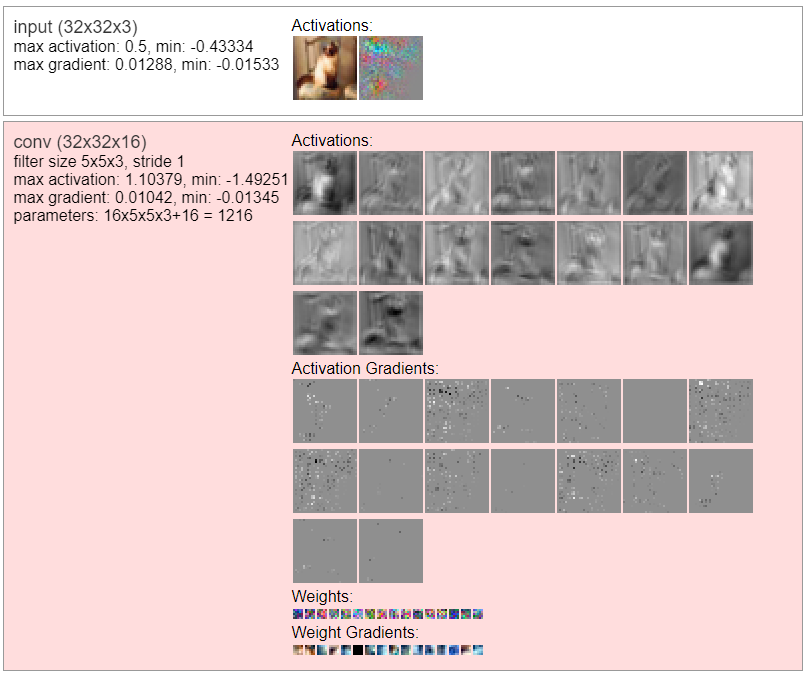 input (32x32x3)
max activation: 0.5, min: -0.43334
max gradient: 0.01288, min: -0.01533
Activations:
conv (32x32x16)
filter size 5x5x3, stride 1
max activation: 1.10379, min: -1.49251
max gradient: 0.01042, min: -0.01345
parameters: 16x5x5x3+16 = 1216
Activations:
Activation Gradients:
Weights:
Weight Gradients: